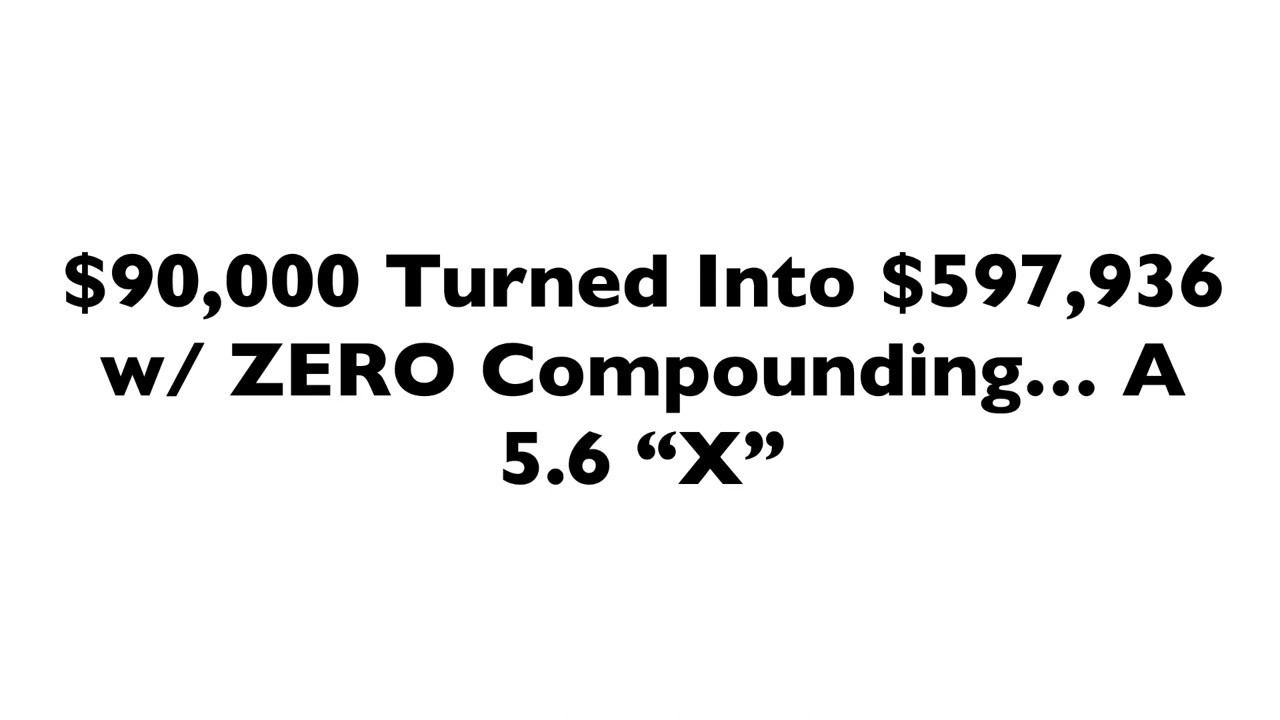 $90,000 Turned Into $597,936
w/ ZERO Compounding... A
5.6 “X”